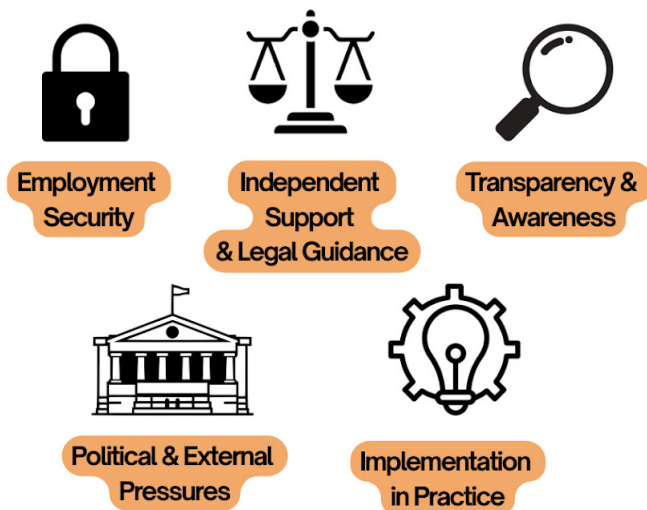 Employment
Security
Independent
Support
& Legal Guidance
Transparency &
Awareness
Political & External
Pressures
Implementation
in Practice